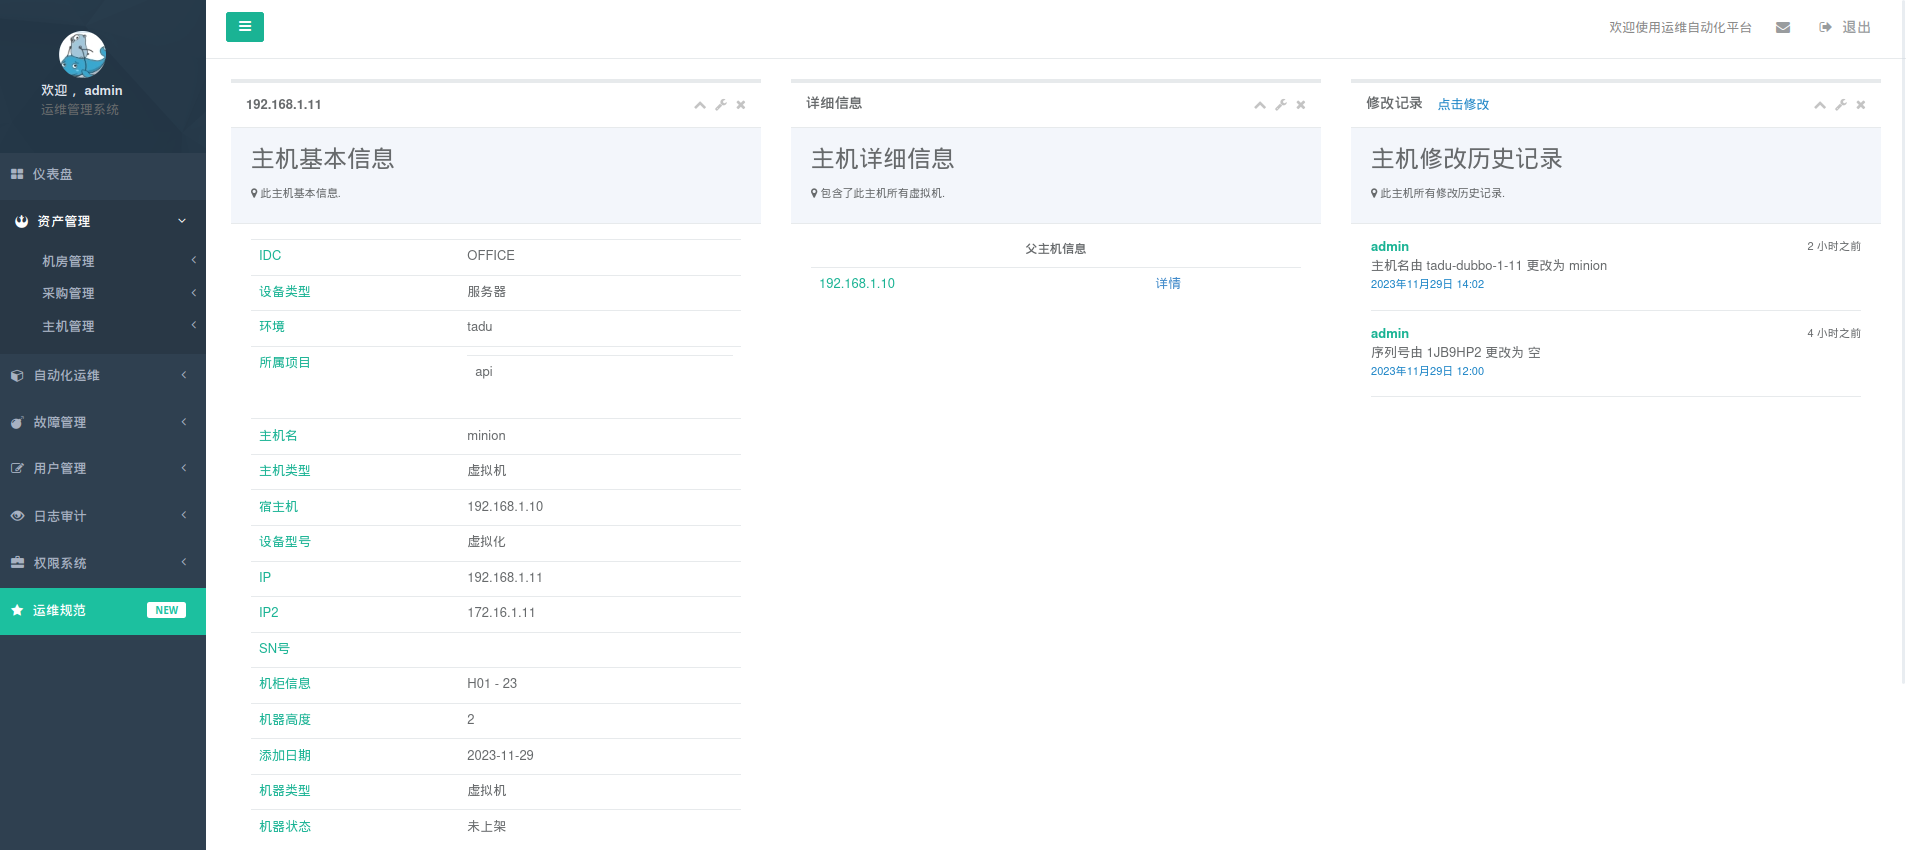 欢迎 ，admin
运维管理系统
仪表盘
资产管理
机房管理
采购管理
主机管理
自动化运维
故障管理
用户管理
日志审计
权限系统
运维规范 NEW
欢迎使用运维自动化平台 退出
192.168.1.11
主机基本信息
此主机基本信息.
IDC OFFICE
设备类型 服务器
环境 tadu
所属项目 api
主机名 minion
主机类型 虚拟机
宿主机 192.168.1.10
设备型号 虚拟化
IP 192.168.1.11
IP2 172.16.1.11
SN号
机柜信息 H01 - 23
机器高度 2
添加日期 2023-11-29
机器类型 虚拟机
机器状态 未上架
详细信息
主机详细信息
包含了此主机所有虚拟机.
父主机信息
192.168.1.10 详情
修改记录 点击修改
主机修改历史记录
此主机所有修改历史记录.
admin 2 小时之前
主机名由 tadu-dubbo-1-11 更改为 minion
2023年11月29日 14:02
admin 4 小时之前
序列号由 1JB9HP2 更改为 空
2023年11月29日 12:00